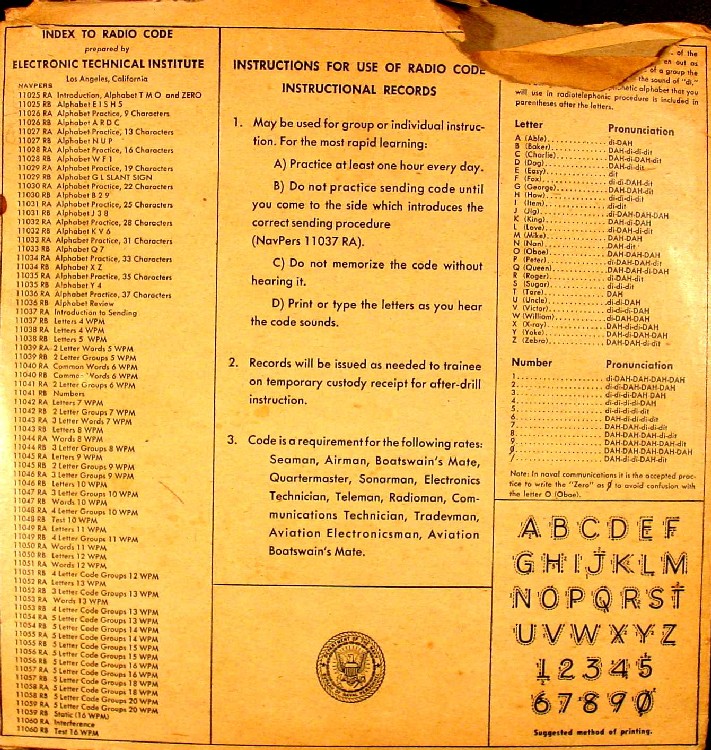 INDEX TO RADIO CODE
prepared by
ELECTRONIC TECHNICAL INSTITUTE
Los Angeles, California
NAVPERS
11025 RA Introduction, Alphabet T M O and ZERO
11025 RB Alphabet E I S H 5
11026 RA Alphabet Practice, 9 Characters
11026 RB Alphabet A R D C
11027 RA Alphabet Practice, 13 Characters
11027 RB Alphabet N U P
11028 RA Alphabet Practice, 16 Characters
11028 RB Alphabet W F 1
11029 RA Alphabet Practice, 19 Characters
11029 RB Alphabet G L SLANT SIGN
11030 RA Alphabet Practice, 22 Characters
11030 RB Alphabet B 2 9
11031 RA Alphabet Practice, 25 Characters
11031 RB Alphabet J 3 8
11032 RA Alphabet Practice, 28 Characters
11032 RB Alphabet K V 6
11033 RA Alphabet Practice, 31 Characters
11033 RB Alphabet Q 7
11034 RA Alphabet Practice, 33 Characters
11034 RB Alphabet X Z
11035 RA Alphabet Practice, 35 Characters
11035 RB Alphabet Y 4
11036 RA Alphabet Practice, 37 Characters
11036 RB Alphabet Review
11037 RA Introduction to Sending
11037 RB Letters 4 WPM
11038 RA Letters 4 WPM
11038 RB Letters 5 WPM
11039 RA 2 Letter Words 5 WPM
11039 RB 2 Letter Groups 5 WPM
11040 RA Common Words 6 WPM
11040 RB Common Words 6 WPM
11041 RA 2 Letter Groups 6 WPM
11041 RB Numbers
11042 RA Letters 7 WPM
11042 RB 2 Letter Groups 7 WPM
11043 RA 3 Letter Words 7 WPM
11043 RB Letters 8 WPM
11044 RA Words 8 WPM
11044 RB 3 Letter Groups 8 WPM
11045 RA Letters 9 WPM
11045 RB 2 Letter Groups 9 WPM
11046 RA 3 Letter Groups 9 WPM
11046 RB Letters 10 WPM
11047 RA 3 Letter Groups 10 WPM
11047 RB Words 10 WPM
11048 RA 4 Letter Groups 10 WPM
11048 RB Test 10 WPM
11049 RA Letters 11 WPM
11049 RB 4 Letter Groups 11 WPM
11050 RA Words 11 WPM
11050 RB Letters 12 WPM
11051 RA Words 12 WPM
11051 RB 4 Letter Code Groups 12 WPM
11052 RA Letters 13 WPM
11052 RB 3 Letter Code Groups 13 WPM
11053 RA Words 13 WPM
11053 RB 4 Letter Code Groups 13 WPM
11054 RA 5 Letter Code Groups 13 WPM
11054 RB 5 Letter Code Groups 14 WPM
11055 RA 5 Letter Code Groups 14 WPM
11055 RB 5 Letter Code Groups 15 WPM
11056 RA 5 Letter Code Groups 15 WPM
11056 RB 5 Letter Code Groups 16 WPM
11057 RA 5 Letter Code Groups 16 WPM
11057 RB 5 Letter Code Groups 18 WPM
11058 RA 5 Letter Code Groups 18 WPM
11058 RB 5 Letter Code Groups 20 WPM
11059 RA 5 Letter Code Groups 20 WPM
11059 RB Static (16 WPM)
11060 RA Interference
11060 RB Test 16 WPM
INSTRUCTIONS FOR USE OF RADIO CODE
INSTRUCTIONAL RECORDS
1. May be used for group or individual instruc-
tion. For the most rapid learning:
A) Practice at least one hour every day.
B) Do not practice sending code until
you come to the side which introduces the
correct sending procedure
(NavPers 11037 RA).
C) Do not memorize the code without
hearing it.
D) Print or type the letters as you hear
the code sounds.
2. Records will be issued as needed to trainee
on temporary custody receipt for after-drill
instruction.
3. Code is a requirement for the following rates:
Seaman, Airman, Boatswain's Mate,
Quartermaster, Sonarman, Electronics
Technician, Teleman, Radioman, Com-
munications Technician, Tradevman,
Aviation Electronicsman, Aviation
Boatswain's Mate.
of the
en out as
of a group the
the sound of "di,"
phonetic alphabet that you
will use in radiotelephonic procedure is included in
parentheses after the letters.
Letter Pronunciation
A (Able) di-DAH
B (Baker) DAH-di-di-dit
C (Charlie) DAH-di-DAH-dit
D (Dog) DAH-di-dit
E (Easy) dit
F (Fox) di-di-DAH-dit
G (George) DAH-DAH-dit
H (How) di-di-di-dit
I (Item) di-dit
J (Jig) di-DAH-DAH-DAH
K (King) DAH-di-DAH
L (Love) di-DAH-di-dit
M (Mike) DAH-DAH
N (Nan) DAH-dit
O (Oboe) DAH-DAH-DAH
P (Peter) di-DAH-DAH-dit
Q (Queen) DAH-DAH-di-DAH
R (Roger) di-DAH-dit
S (Sugar) di-di-dit
T (Tare) DAH
U (Uncle) di-di-DAH
V (Victor) di-di-di-DAH
W (William) di-DAH-DAH
X (X-ray) DAH-di-di-DAH
Y (Yoke) DAH-di-DAH-DAH
Z (Zebra) DAH-DAH-di-dit
Number Pronunciation
1. di-DAH-DAH-DAH-DAH
2. di-di-DAH-DAH-DAH
3. di-di-di-DAH DAH
4. di-di-di-di-DAH
5. di-di-di-di-dit
6. DAH-di-di-di-dit
7. DAH-DAH-di-di-dit
8. DAH-DAH-DAH-di-dit
9. DAH-DAH-DAH-DAH-dit
Ø DAH-DAH-DAH-DAH-DAH
/ DAH-di-di-DAH-dit
Note: In naval communications it is the accepted prac-
tice to write the "Zero" as Ø to avoid confusion with
the letter O (Oboe).
A B C D E F
G H I J K L M
N O P Q R S T
U V W X Y Z
1 2 3 4 5
6 7 8 9 Ø
Suggested method of printing.